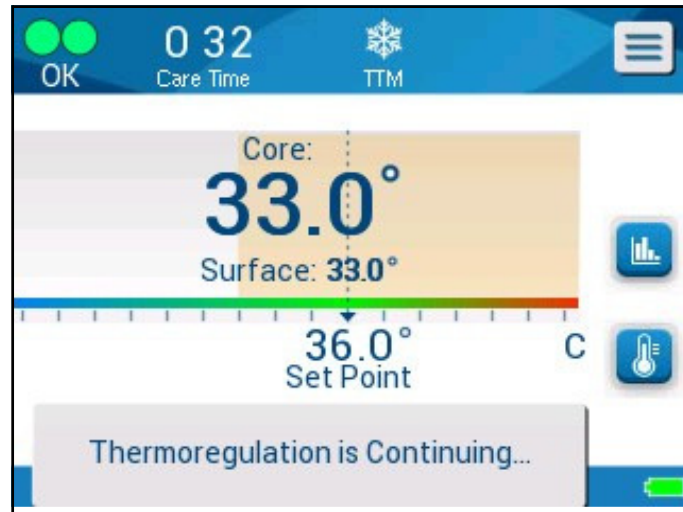 OK
0 32
Care Time
TTM
Core:
33.0°
Surface: 33.0°
36.0°
C
Set Point
Thermoregulation is Continuing...